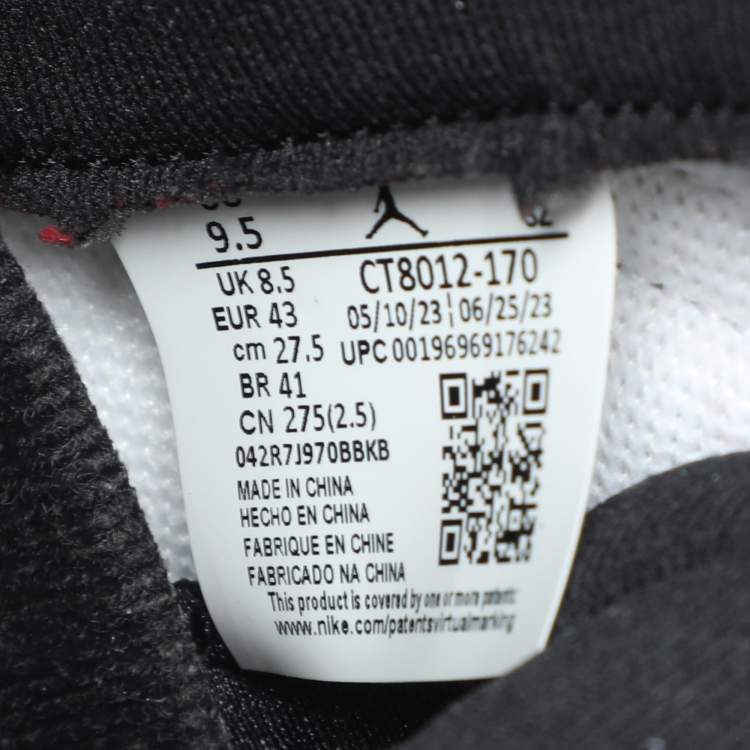 9.5
UK 8.5 CT8012-170
EUR 43 05/10/23 | 06/25/23
cm 27.5 UPC 00196969176242
BR 41
CN 275(2.5)
042R7J970BBKB
MADE IN CHINA
HECHO EN CHINA
FABRIQUE EN CHINE
FABRICADO NA CHINA
This product is covered by one or more patents:
www.nike.com/patentsvirtualmarking